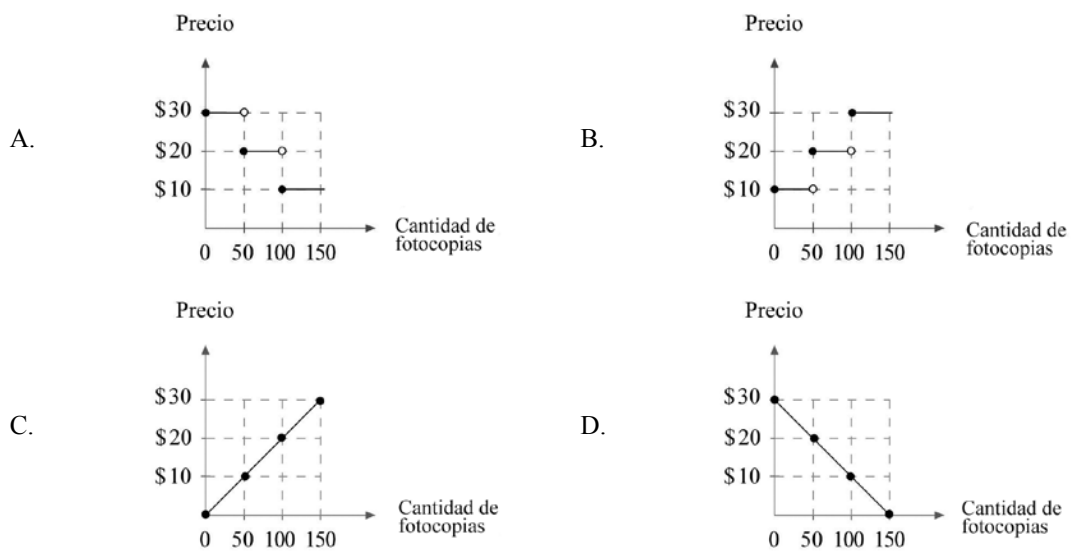 A.
Precio
$30
$20
$10
0 50 100 150
Cantidad de
fotocopias
B.
Precio
$30
$20
$10
0 50 100 150
Cantidad de
fotocopias
C.
Precio
$30
$20
$10
0 50 100 150
Cantidad de
fotocopias
D.
Precio
$30
$20
$10
0 50 100 150
Cantidad de
fotocopias